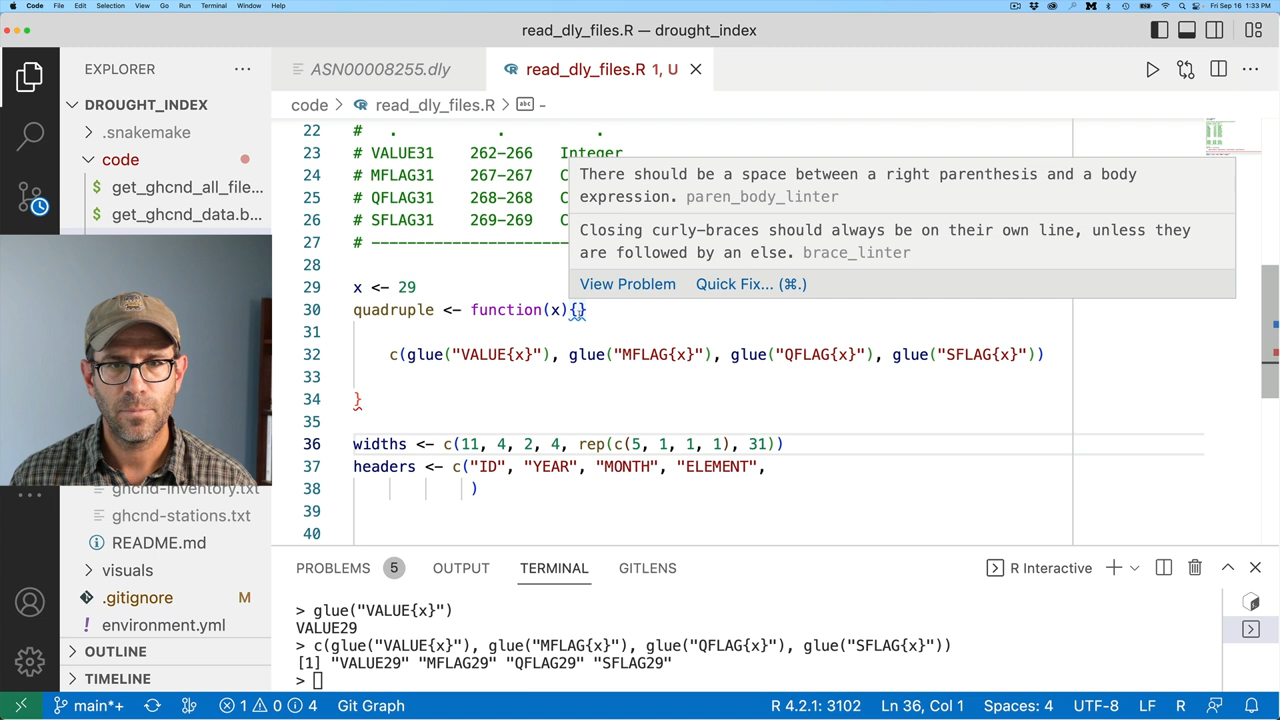 Code File Edit Selection View Go Run Terminal Window Help Fri Sep 16 1:33 PM
read_dly_files.R — drought_index
EXPLORER
ASN00008255.dly
read_dly_files.R 1, U
DROUGHT_INDEX
code > read_dly_files.R > abc -
.snakemake
code
get_ghcnd_all_file...
get_ghcnd_data.b...
22 # . . .
23 # VALUE31 262-266 Integer
24 # MFLAG31 267-267 C
25 # QFLAG31 268-268 C
26 # SFLAG31 269-269 C
27 # ----------------------
There should be a space between a right parenthesis and a body
expression. paren_body_linter
Closing curly-braces should always be on their own line, unless they
are followed by an else. brace_linter
View Problem Quick Fix... (⌘.)
28
29 x <- 29
30 quadruple <- function(x){}
31
32 c(glue("VALUE{x}"), glue("MFLAG{x}"), glue("QFLAG{x}"), glue("SFLAG{x}"))
33
34 }
35
36 widths <- c(11, 4, 2, 4, rep(c(5, 1, 1, 1), 31))
37 headers <- c("ID", "YEAR", "MONTH", "ELEMENT",
38 )
39
40
ghcnd-inventory.txt
ghcnd-stations.txt
README.md
visuals
.gitignore M
environment.yml
OUTLINE
TIMELINE
PROBLEMS 5 OUTPUT TERMINAL GITLENS R Interactive
> glue("VALUE{x}")
VALUE29
> c(glue("VALUE{x}"), glue("MFLAG{x}"), glue("QFLAG{x}"), glue("SFLAG{x}"))
[1] "VALUE29" "MFLAG29" "QFLAG29" "SFLAG29"
>
main*+ 1 0 4 Git Graph R 4.2.1: 3102 Ln 36, Col 1 Spaces: 4 UTF-8 LF R